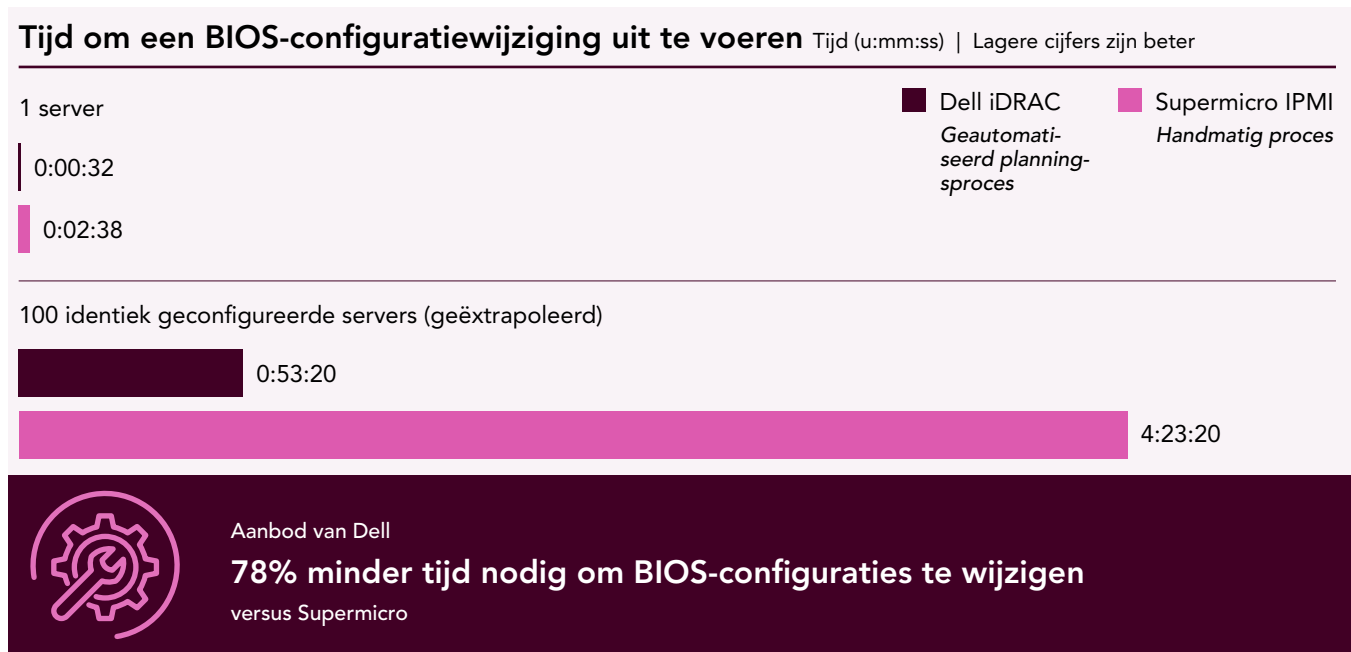 Tijd om een BIOS-configuratiewijziging uit te voeren Tijd (u:mm:ss) | Lagere cijfers zijn beter
1 server
Dell iDRAC
Geautomati-
seerd planning-
sproces
Supermicro IPMI
Handmatig proces
0:00:32
0:02:38
100 identiek geconfigureerde servers (geëxtrapoleerd)
0:53:20
4:23:20
Aanbod van Dell
78% minder tijd nodig om BIOS-configuraties te wijzigen
versus Supermicro